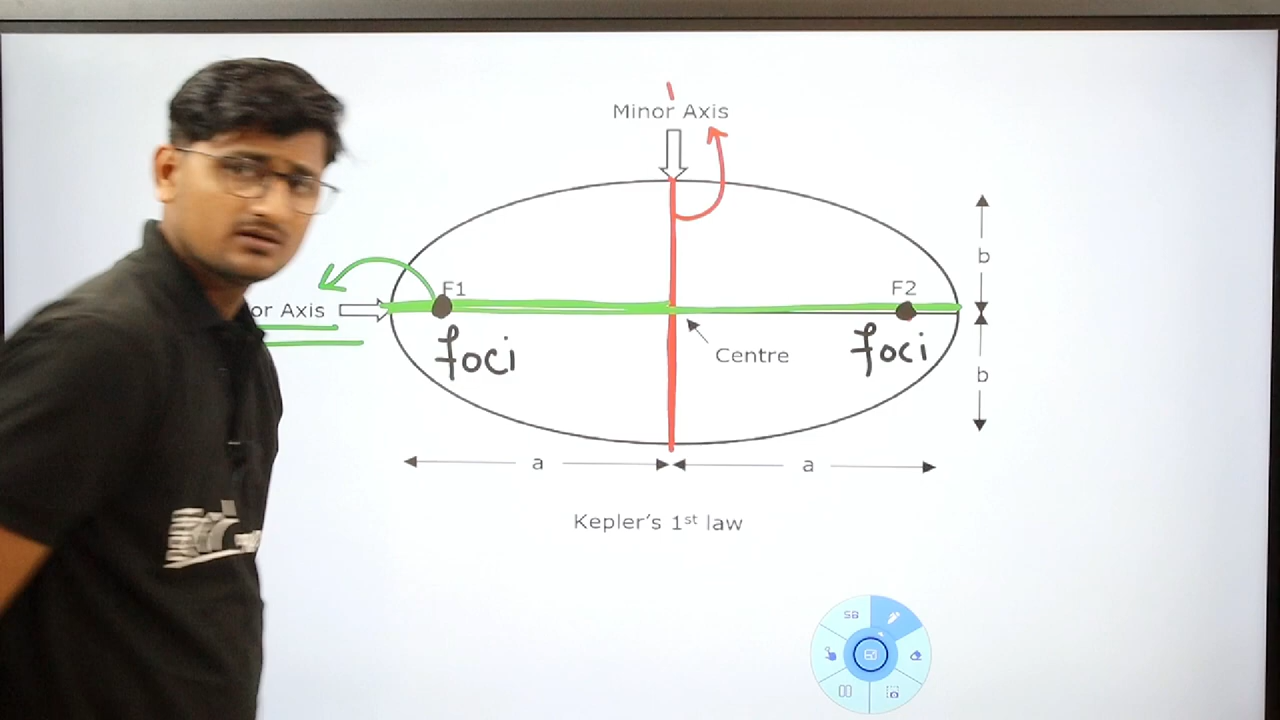 Minor Axis
F1
F2
b
or Axis
foci
Centre
foci
b
a
a
Kepler's 1st law
SB